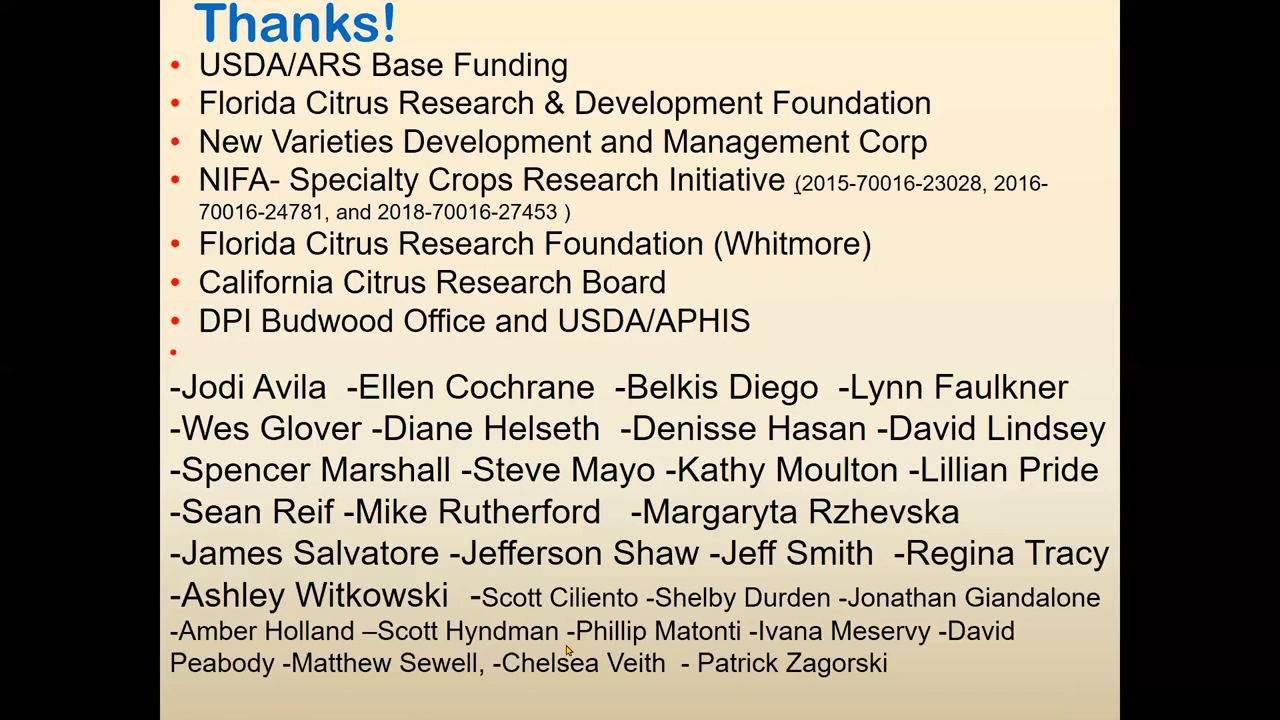 Thanks!
• USDA/ARS Base Funding
• Florida Citrus Research & Development Foundation
• New Varieties Development and Management Corp
• NIFA- Specialty Crops Research Initiative (2015-70016-23028, 2016-
70016-24781, and 2018-70016-27453 )
• Florida Citrus Research Foundation (Whitmore)
• California Citrus Research Board
• DPI Budwood Office and USDA/APHIS
•
-Jodi Avila -Ellen Cochrane -Belkis Diego -Lynn Faulkner
-Wes Glover -Diane Helseth -Denisse Hasan -David Lindsey
-Spencer Marshall -Steve Mayo -Kathy Moulton -Lillian Pride
-Sean Reif -Mike Rutherford -Margaryta Rzhevska
-James Salvatore -Jefferson Shaw -Jeff Smith -Regina Tracy
-Ashley Witkowski -Scott Ciliento -Shelby Durden -Jonathan Giandalone
-Amber Holland –Scott Hyndman -Phillip Matonti -Ivana Meservy -David
Peabody -Matthew Sewell, -Chelsea Veith - Patrick Zagorski